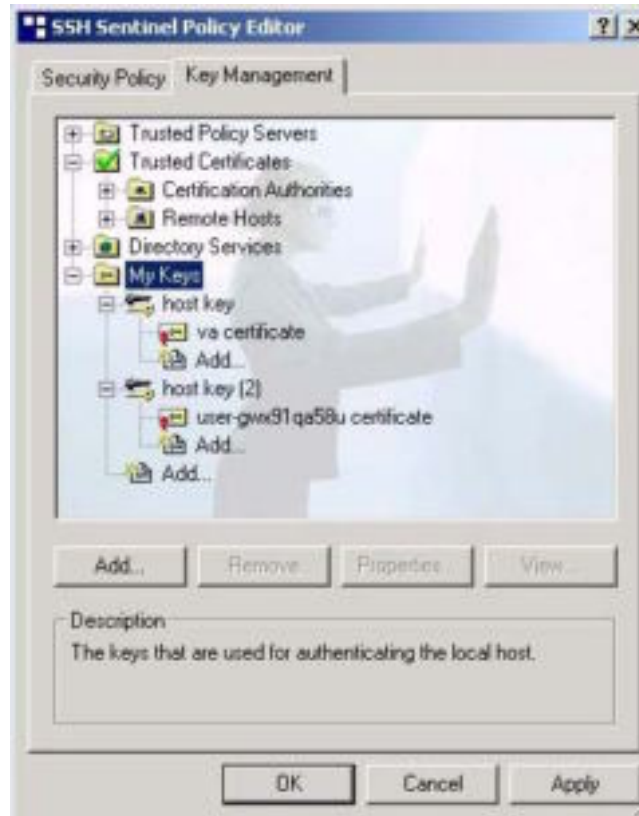 SSH Sentinel Policy Editor
Security Policy Key Management
Trusted Policy Servers
Trusted Certificates
Certification Authorities
Remote Hosts
Directory Services
My Keys
host key
va certificate
Add...
host key (2)
user-gwx91qa58u certificate
Add...
Add...
Add... Remove Properties... View...
Description
The keys that are used for authenticating the local host.
OK Cancel Apply